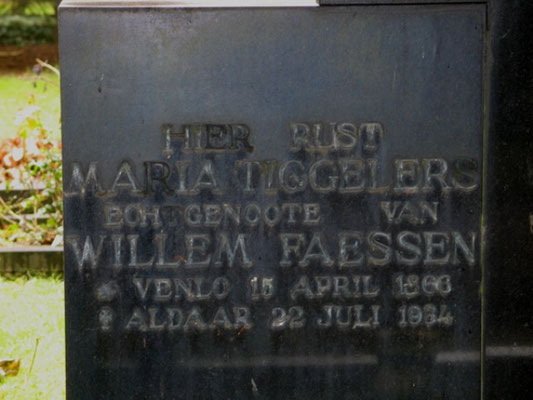 HIER RUST
MARIA TIGGELERS
ECHTGENOOTE VAN
WILLEM FAESSEN
* VENLO 15 APRIL 1866
† ALDAAR 22 JULI 1934